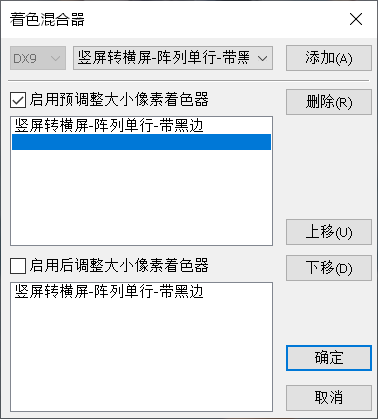 着色混合器
DX9
竖屏转横屏-阵列单行-带黑
添加(A)
启用预调整大小像素着色器
删除(R)
竖屏转横屏-阵列单行-带黑边
上移(U)
启用后调整大小像素着色器
下移(D)
竖屏转横屏-阵列单行-带黑边
确定
取消